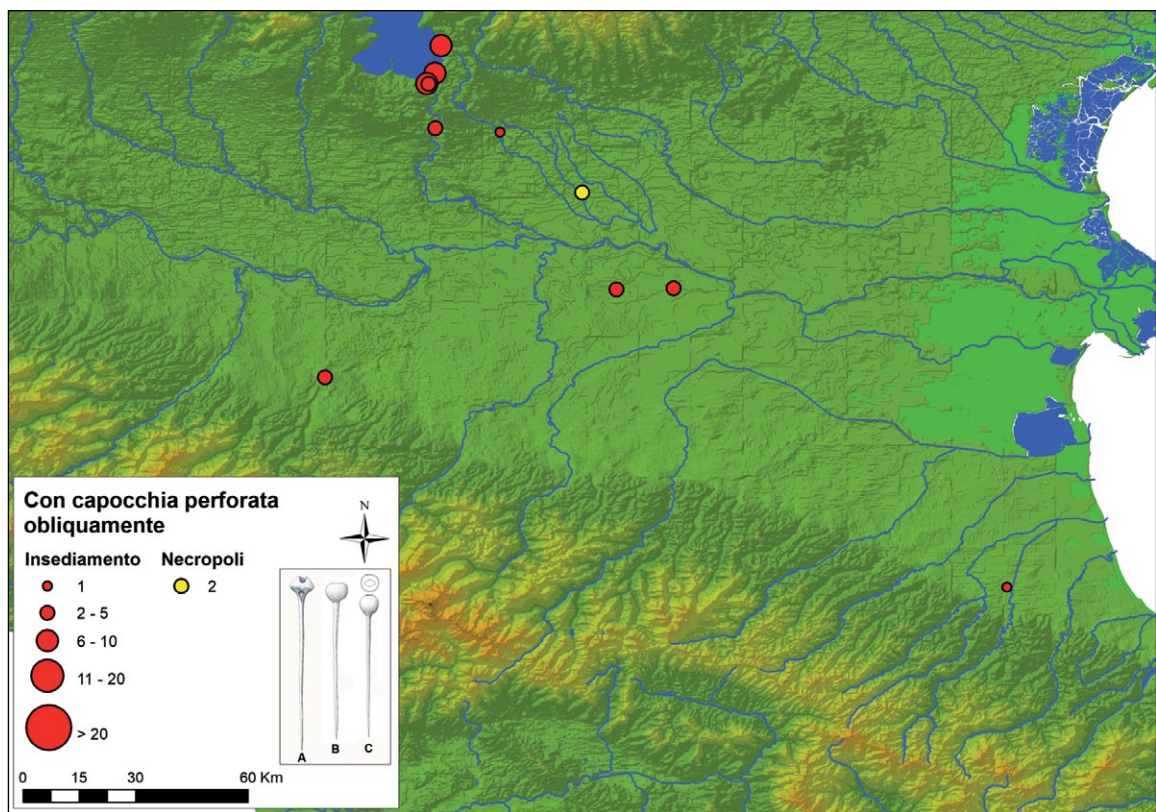 Con capocchia perforata
obliquamente
N
Insediamento Necropoli
1 2
2 - 5
6 - 10
11 - 20
> 20
A B C
0 15 30 60 Km